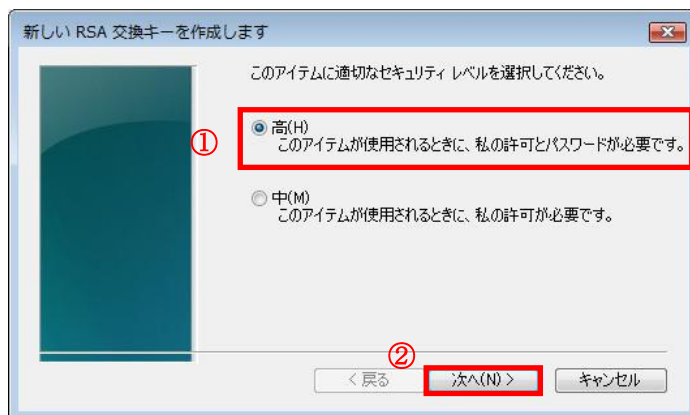 新しい RSA 交換キーを作成します
このアイテムに適切なセキュリティ レベルを選択してください。
①
高(H)
このアイテムが使用されるときに、私の許可とパスワードが必要です。
中(M)
このアイテムが使用されるときに、私の許可が必要です。
②
< 戻る
次へ(N) >
キャンセル